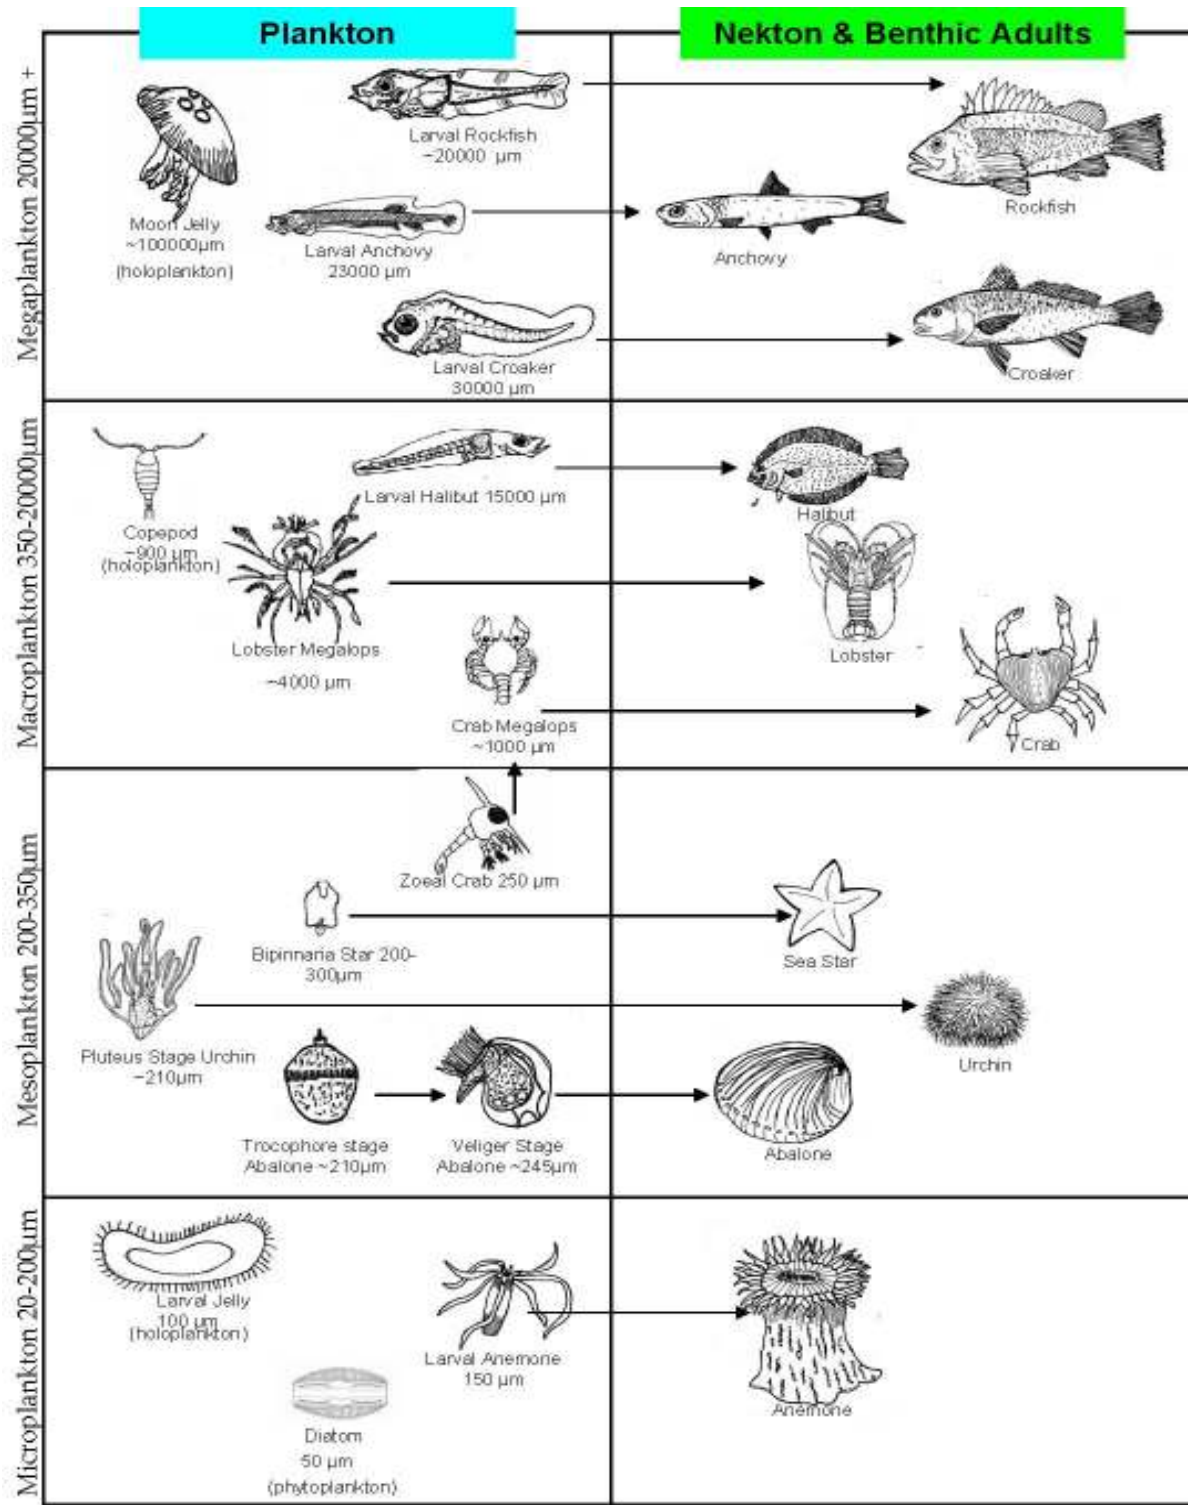 Plankton
Nekton & Benthic Adults
Megaplankton 20000µm +
Larval Rockfish
~20000 µm
Rockfish
Moon Jelly
~100000µm
(holoplankton)
Larval Anchovy
23000 µm
Anchovy
Larval Croaker
30000 µm
Croaker
Macroplankton 350-2000µm
Larval Halibut 15000 µm
Halibut
Copepod
~900 µm
(holoplankton)
Lobster Megalops
~4000 µm
Lobster
Crab Megalops
~1000 µm
Crab
Mesoplankton 200-350µm
Zoeal Crab 250 µm
Bipinnaria Star 200-
300µm
Sea Star
Pluteus Stage Urchin
~210µm
Urchin
Trocophore stage
Abalone ~210µm
Veliger Stage
Abalone ~245µm
Abalone
Microplankton 20-200µm
Larval Jelly
100 µm
(holoplankton)
Larval Anemone
150 µm
Anemone
Diatom
50 µm
(phytoplankton)